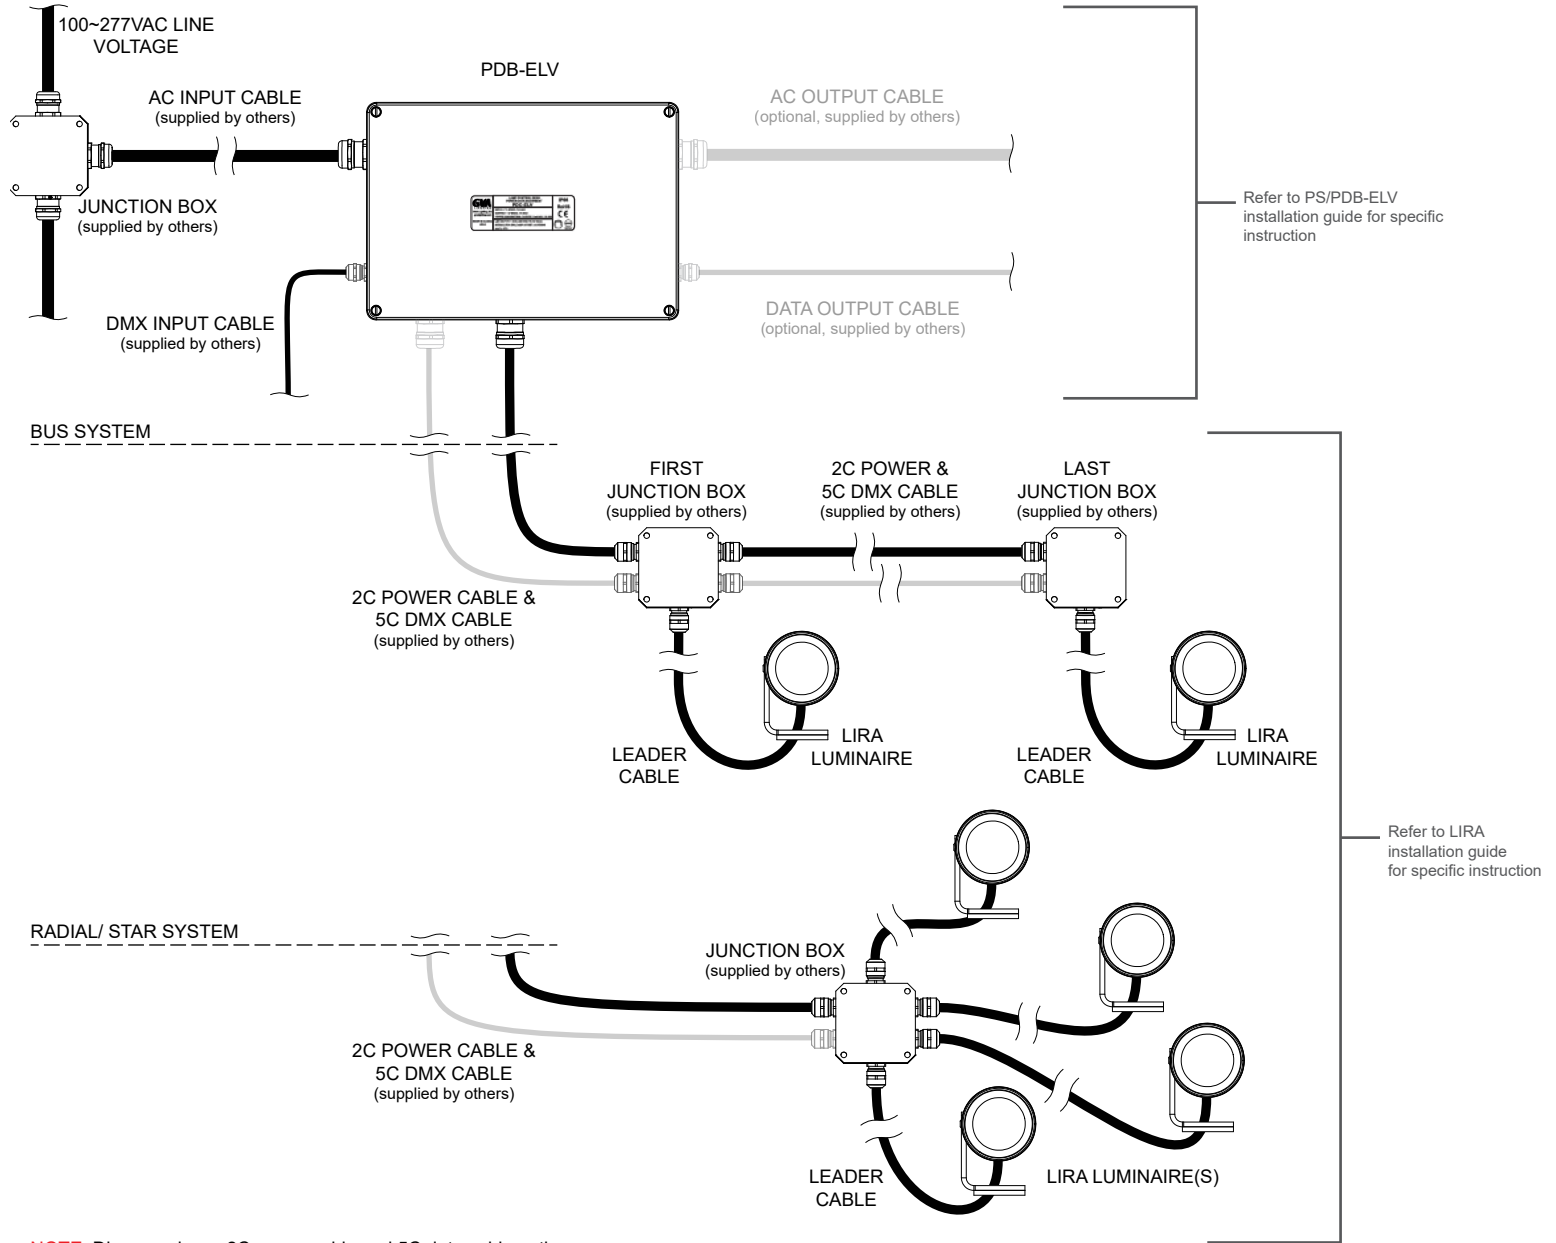 100~277VAC LINE
VOLTAGE
PDB-ELV
AC INPUT CABLE
(supplied by others)
AC OUTPUT CABLE
(optional, supplied by others)
JUNCTION BOX
(supplied by others)
Refer to PS/PDB-ELV
installation guide for specific
instruction
DMX INPUT CABLE
(supplied by others)
DATA OUTPUT CABLE
(optional, supplied by others)
BUS SYSTEM
FIRST
JUNCTION BOX
(supplied by others)
2C POWER &
5C DMX CABLE
(supplied by others)
LAST
JUNCTION BOX
(supplied by others)
2C POWER CABLE &
5C DMX CABLE
(supplied by others)
LEADER
CABLE
LIRA
LUMINAIRE
LEADER
CABLE
LIRA
LUMINAIRE
Refer to LIRA
installation guide
for specific instruction
RADIAL/ STAR SYSTEM
JUNCTION BOX
(supplied by others)
2C POWER CABLE &
5C DMX CABLE
(supplied by others)
LEADER
CABLE
LIRA LUMINAIRE(S)